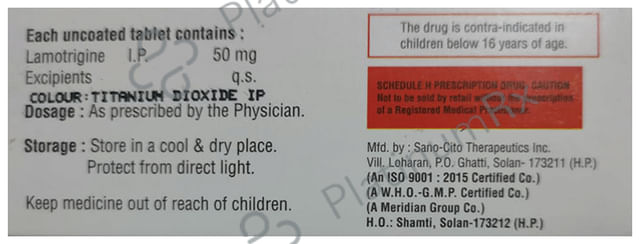 Each uncoated tablet contains :
Lamotrigine I.P. 50 mg
Excipients q.s.
COLOUR:TITANIUM DIOXIDE IP
Dosage : As prescribed by the Physician.
Storage : Store in a cool & dry place.
Protect from direct light.
Keep medicine out of reach of children.
The drug is contra-indicated in
children below 16 years of age.
SCHEDULE H PRESCRIPTION DRUG- CAUTION
Not to be sold by retail without prescription
of a Registered Medical Practitioner.
Mfd. by : Sano-Cito Therapeutics Inc.
Vill. Loharan, P.O. Ghatti, Solan- 173211 (H.P.)
(An ISO 9001 : 2015 Certified Co.)
(A W.H.O.-G.M.P. Certified Co.)
(A Meridian Group Co.)
H.O.: Shamti, Solan-173212 (H.P.)
PlatinumRx